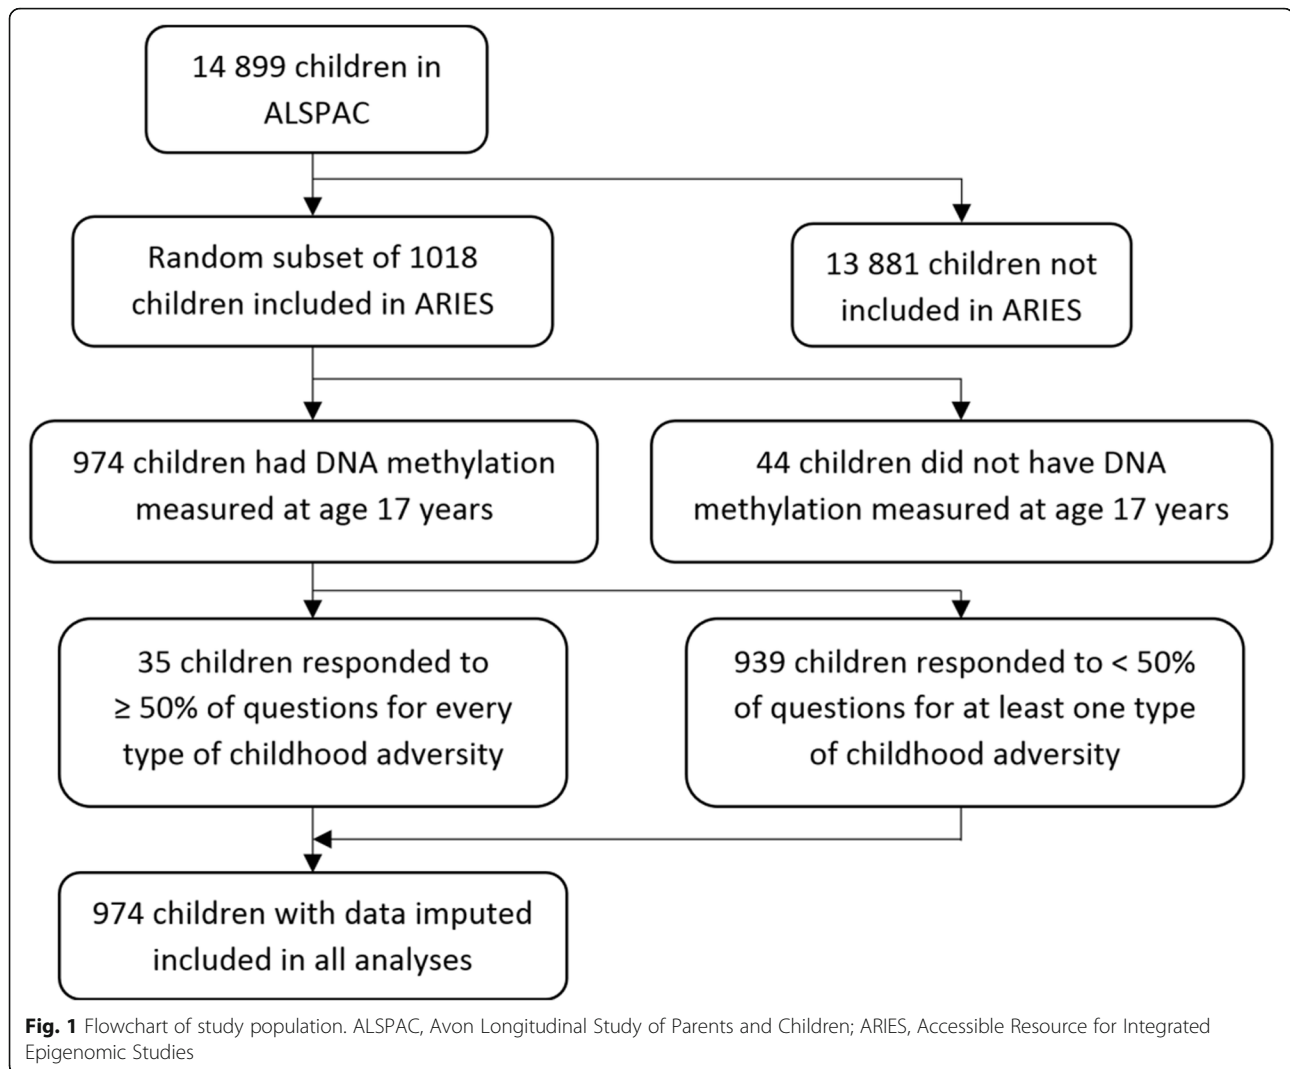 14 899 children in
ALSPAC
Random subset of 1018
children included in ARIES
13 881 children not
included in ARIES
974 children had DNA methylation
measured at age 17 years
44 children did not have DNA
methylation measured at age 17 years
35 children responded to
≥ 50% of questions for every
type of childhood adversity
939 children responded to < 50%
of questions for at least one type
of childhood adversity
974 children with data imputed
included in all analyses
Fig. 1 Flowchart of study population. ALSPAC, Avon Longitudinal Study of Parents and Children; ARIES, Accessible Resource for Integrated
Epigenomic Studies